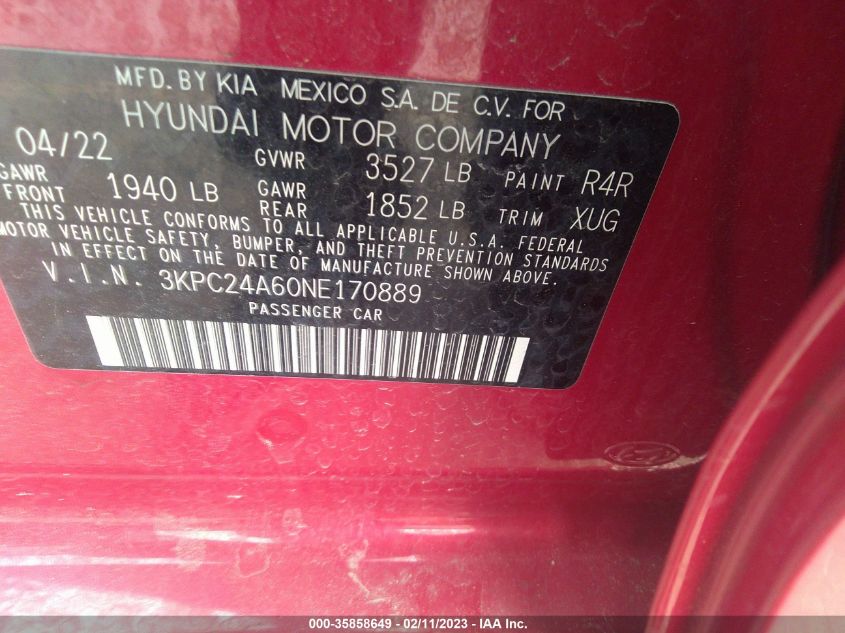 MFD. BY KIA MEXICO S.A. DE C.V. FOR
HYUNDAI MOTOR COMPANY
04/22 GVWR 3527 LB PAINT R4R
GAWR FRONT 1940 LB GAWR REAR 1852 LB TRIM XUG
THIS VEHICLE CONFORMS TO ALL APPLICABLE U.S.A. FEDERAL
MOTOR VEHICLE SAFETY, BUMPER, AND THEFT PREVENTION STANDARDS
IN EFFECT ON THE DATE OF MANUFACTURE SHOWN ABOVE.
V.I.N. 3KPC24A60NE170889
PASSENGER CAR
000-35858649 — 02/11/2023 — IAA Inc.